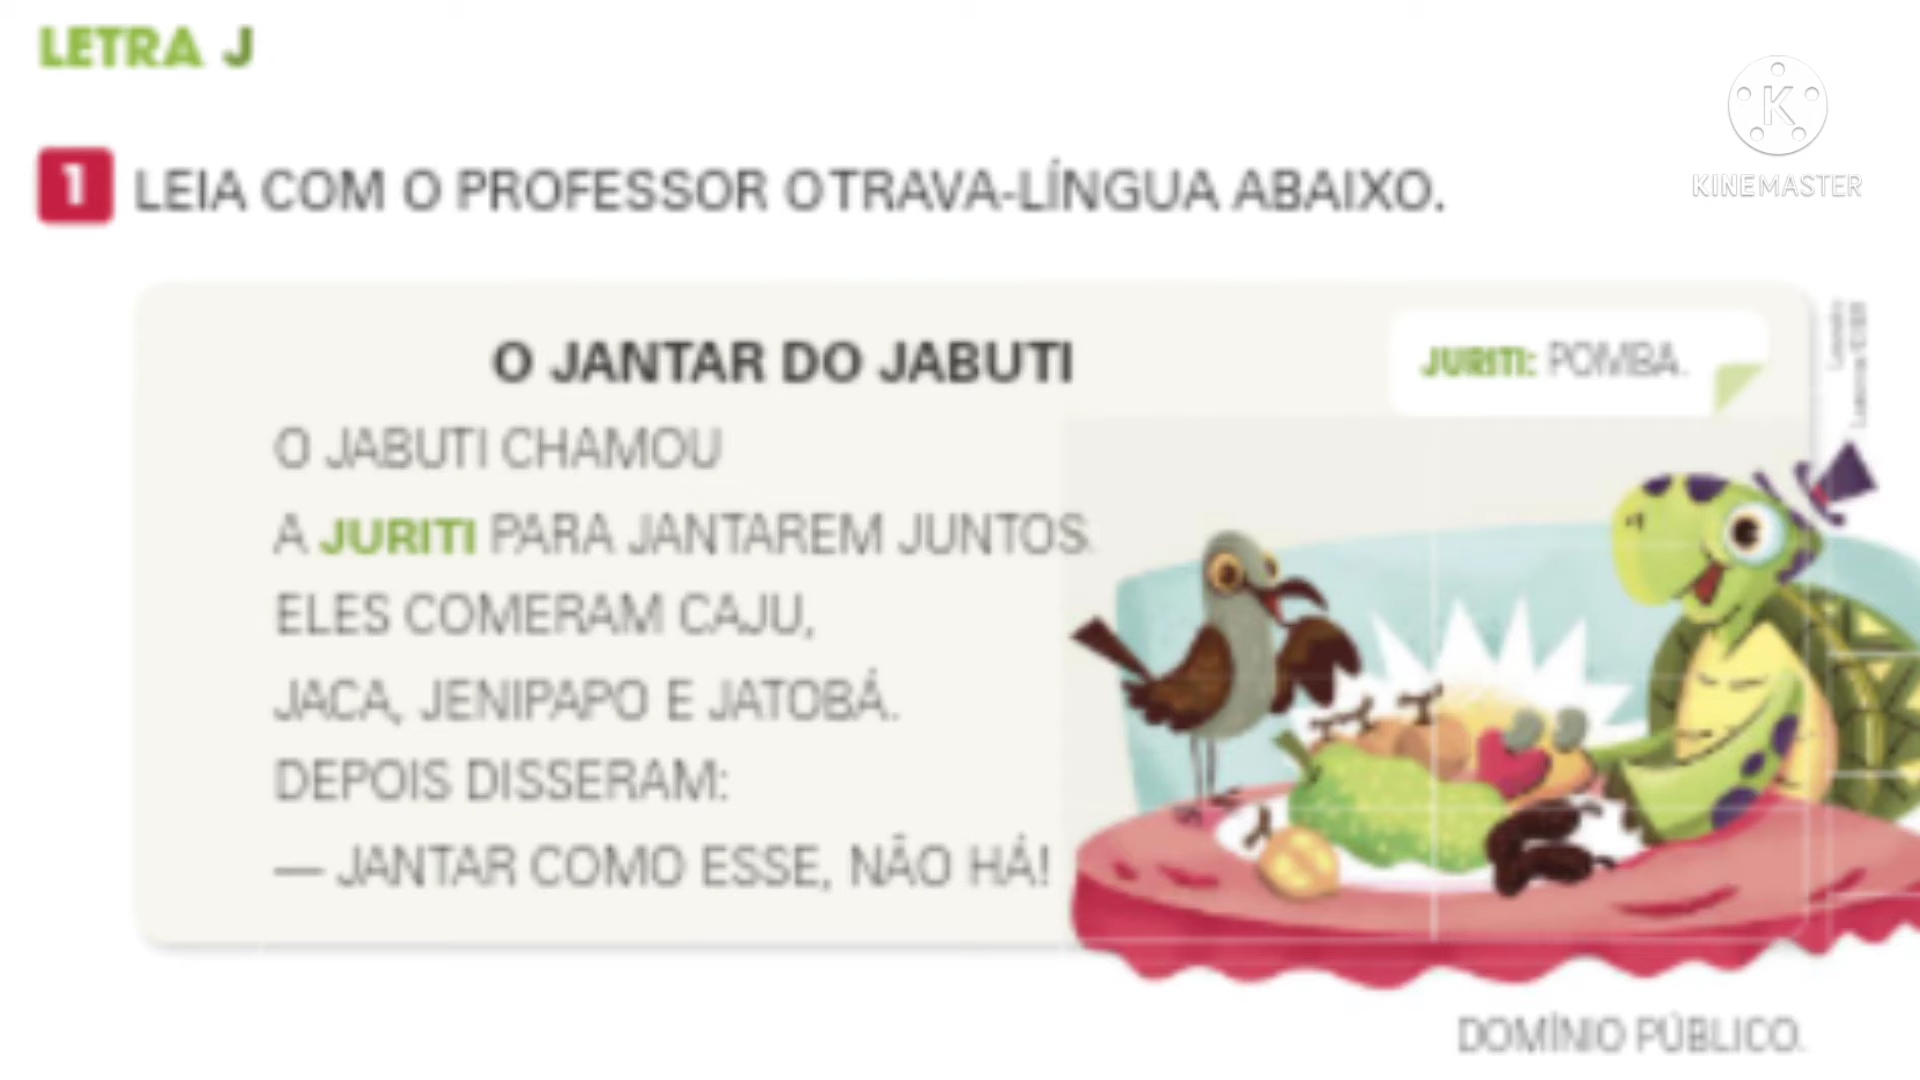 LETRA J
1 LEIA COM O PROFESSOR O TRAVA-LÍNGUA ABAIXO.
O JANTAR DO JABUTI
JURITI: POMBA.
O JABUTI CHAMOU
A JURITI PARA JANTAREM JUNTOS.
ELES COMERAM CAJU,
JACA, JENIPAPO E JATOBÁ.
DEPOIS DISSERAM:
— JANTAR COMO ESSE, NÃO HÁ!
DOMÍNIO PÚBLICO.
K
KINEMASTER